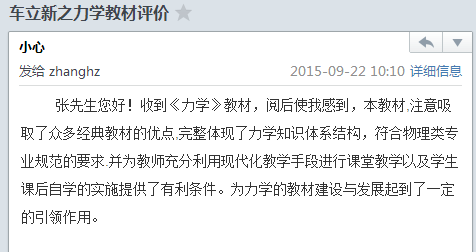 车立新之力学教材评价
小心
发给 zhanghz 2015-09-22 10:10 详细信息
张先生您好！收到《力学》教材，阅后使我感到，本教材,注意吸
取了众多经典教材的优点,完整体现了力学知识体系结构，符合物理类专
业规范的要求.并为教师充分利用现代化教学手段进行课堂教学以及学生
课后自学的实施提供了有利条件。为力学的教材建设与发展起到了一定
的引领作用。